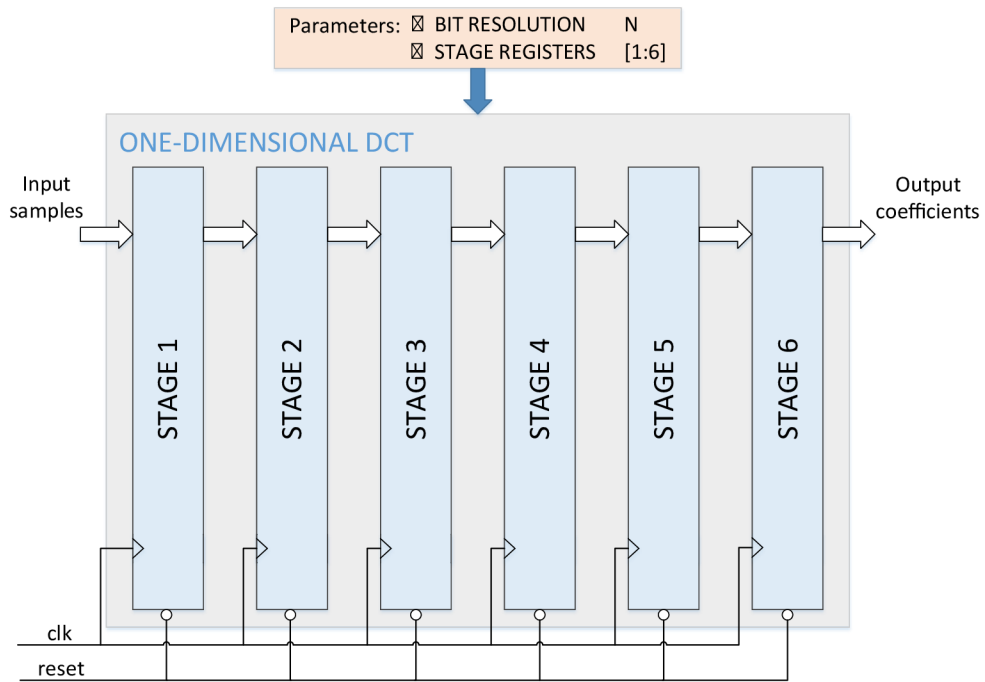 Parameters: ☒ BIT RESOLUTION N
☒ STAGE REGISTERS [1:6]
ONE-DIMENSIONAL DCT
Input
samples
Output
coefficients
STAGE 1
STAGE 2
STAGE 3
STAGE 4
STAGE 5
STAGE 6
clk
reset